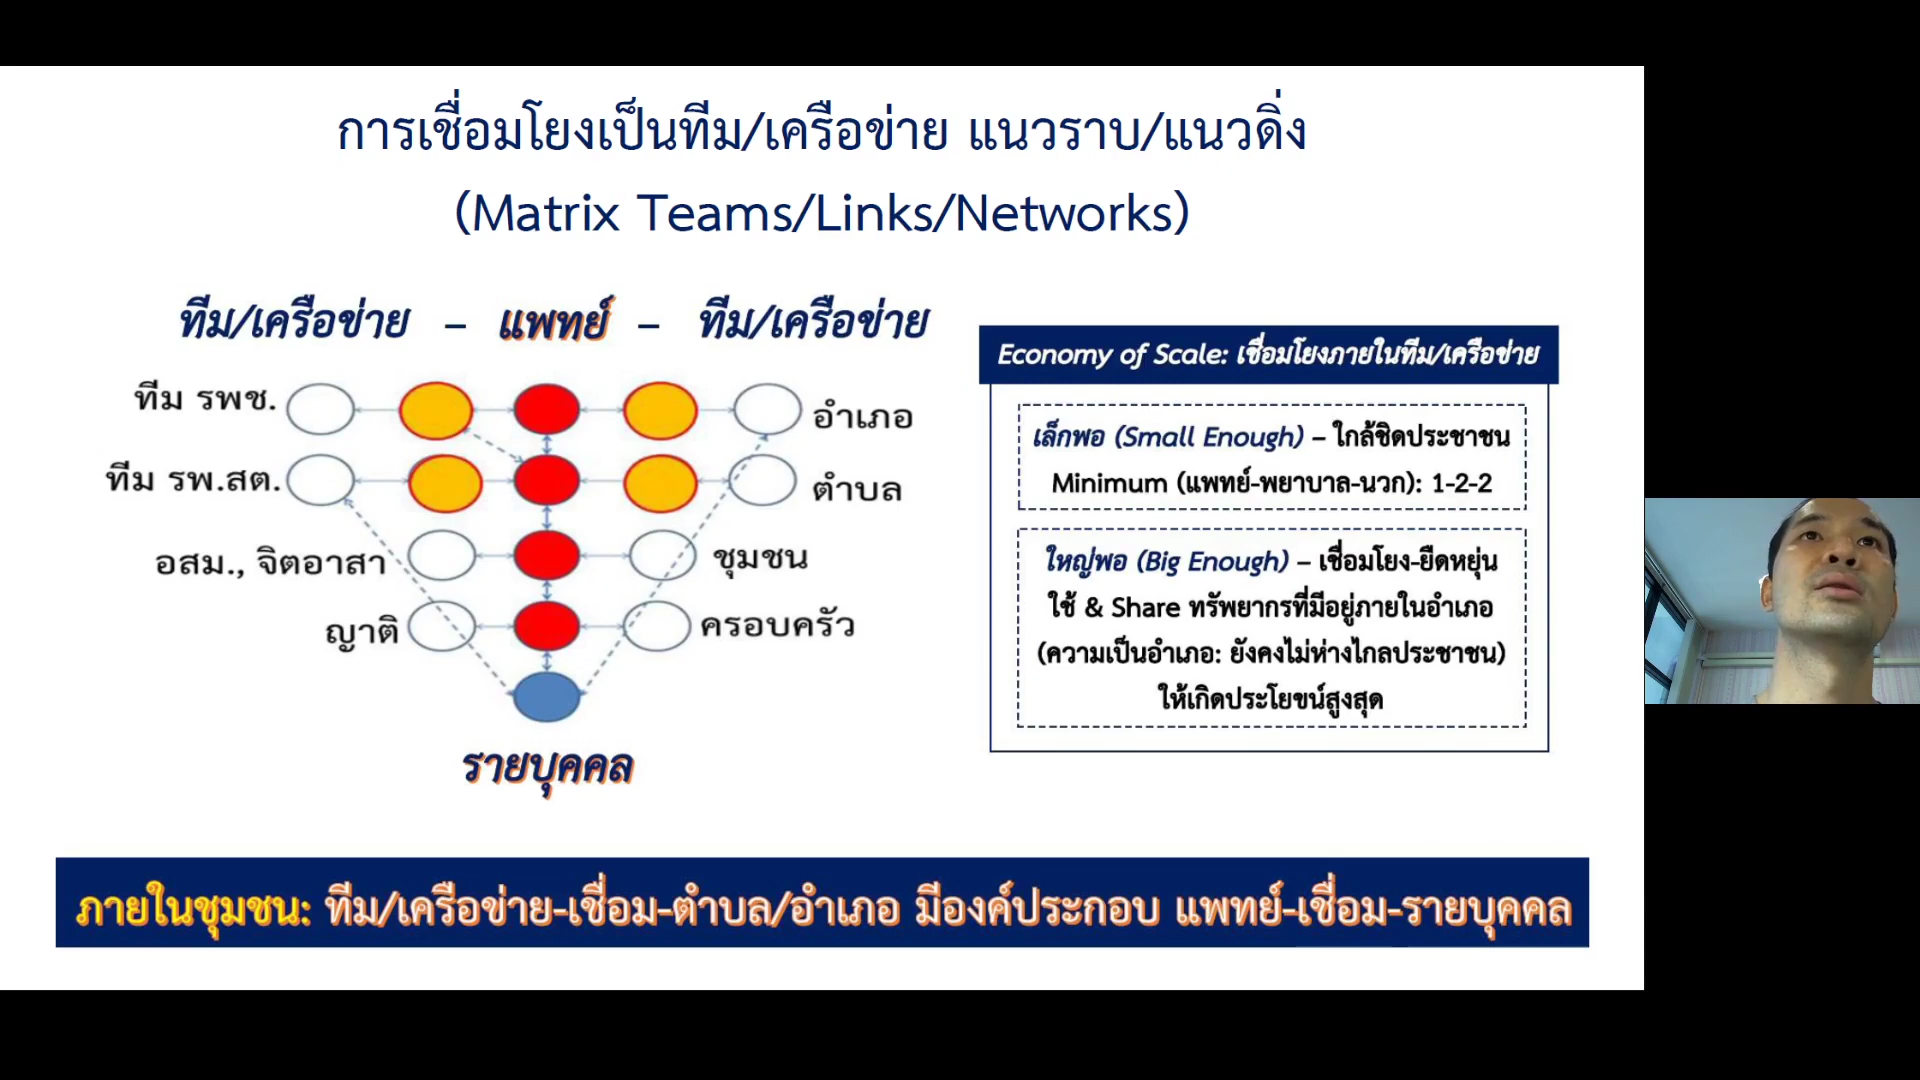 การเชื่อมโยงเป็นทีม/เครือข่าย แนวราบ/แนวดิ่ง
(Matrix Teams/Links/Networks)
ทีม/เครือข่าย – แพทย์ – ทีม/เครือข่าย
ทีม รพช.
อำเภอ
ทีม รพ.สต.
ตำบล
อสม., จิตอาสา
ชุมชน
ญาติ
ครอบครัว
รายบุคคล
Economy of Scale: เชื่อมโยงภายในทีม/เครือข่าย
เล็กพอ (Small Enough) – ใกล้ชิดประชาชน
Minimum (แพทย์-พยาบาล-นวก): 1-2-2
ใหญ่พอ (Big Enough) – เชื่อมโยง-ยืดหยุ่น
ใช้ & Share ทรัพยากรที่มีอยู่ภายในอำเภอ
(ความเป็นอำเภอ: ยังคงไม่ห่างไกลประชาชน)
ให้เกิดประโยขน์สูงสุด
ภายในชุมชน: ทีม/เครือข่าย-เชื่อม-ตำบล/อำเภอ มีองค์ประกอบ แพทย์-เชื่อม-รายบุคคล